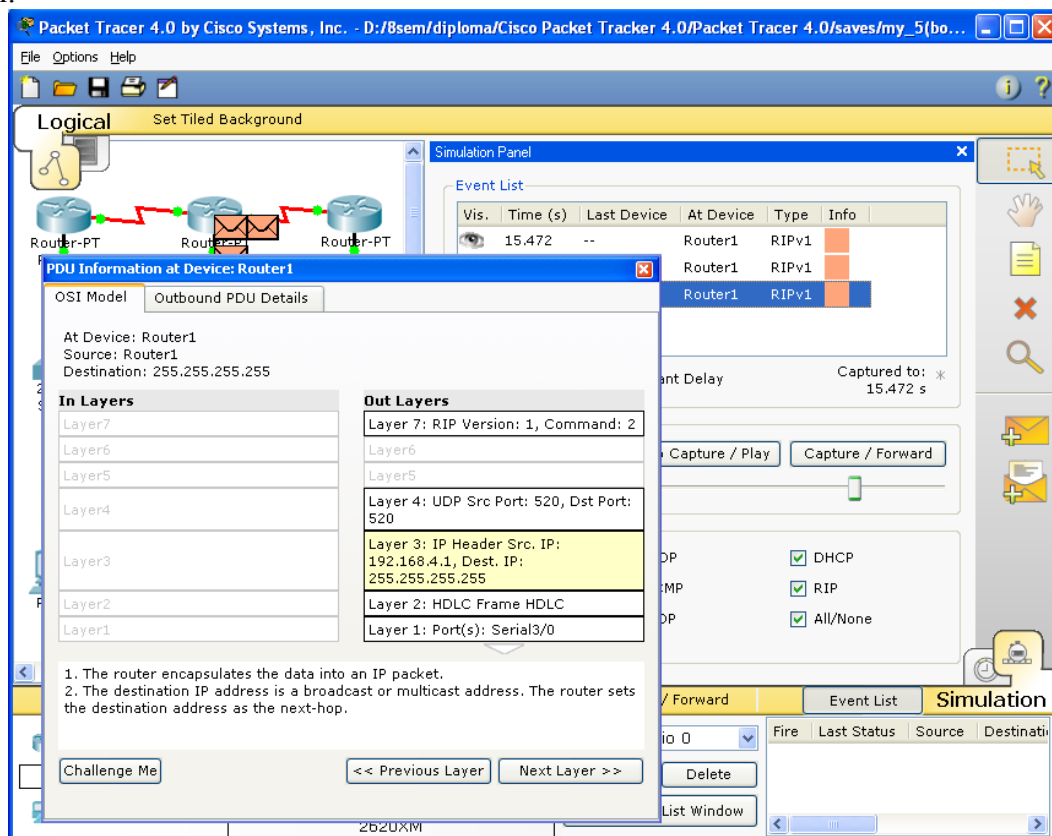 Packet Tracer 4.0 by Cisco Systems, Inc. - D:/8sem/diploma/Cisco Packet Tracker 4.0/Packet Tracer 4.0/saves/my_5(bo...
File Options Help
Logical Set Tiled Background
Router-PT
Router-PT
Router-PT
Simulation Panel
Event List
Vis. Time (s) Last Device At Device Type Info
15.472 -- Router1 RIPv1
Router1 RIPv1
Router1 RIPv1
Captured to: *
15.472 s
Delay
Capture / Play Capture / Forward
DHCP
RIP
All/None
PDU Information at Device: Router1
OSI Model Outbound PDU Details
At Device: Router1
Source: Router1
Destination: 255.255.255.255
In Layers Out Layers
Layer7 Layer 7: RIP Version: 1, Command: 2
Layer6 Layer6
Layer5 Layer5
Layer4 Layer 4: UDP Src Port: 520, Dst Port:
520
Layer3 Layer 3: IP Header Src. IP:
192.168.4.1, Dest. IP:
255.255.255.255
Layer2 Layer 2: HDLC Frame HDLC
Layer1 Layer 1: Port(s): Serial3/0
1. The router encapsulates the data into an IP packet.
2. The destination IP address is a broadcast or multicast address. The router sets
the destination address as the next-hop.
Challenge Me << Previous Layer Next Layer >>
/ Forward Event List Simulation
Fire Last Status Source Destinati
io 0
Delete
List Window
2620XM